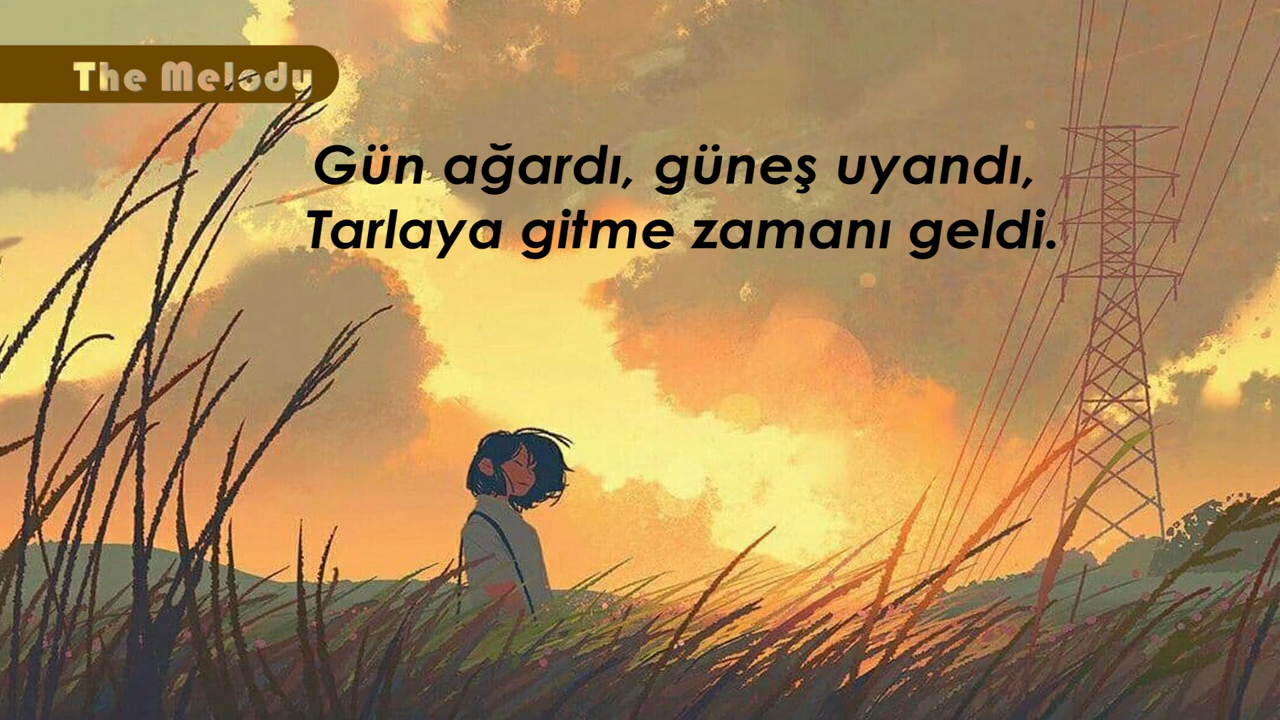 The Melody
Gün ağardı, güneş uyandı,
Tarlaya gitme zamanı geldi.